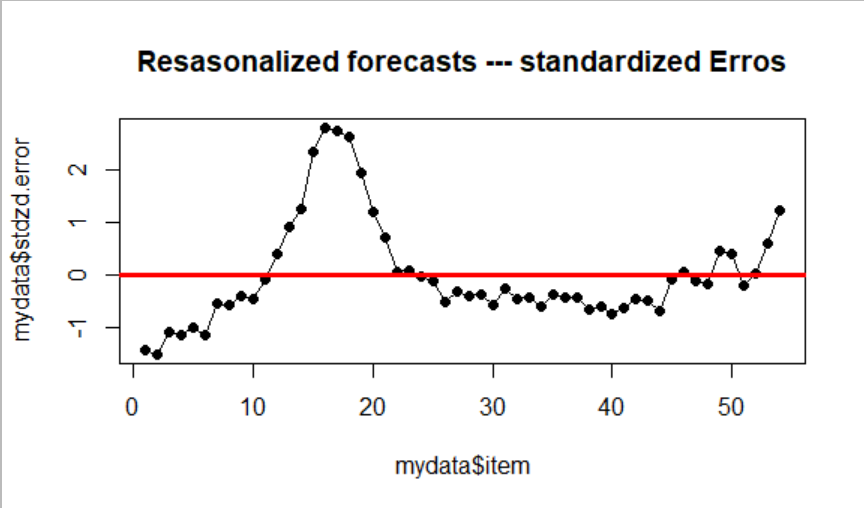 Resasonalized forecasts --- standardized Erros
mydata$stdzd.error
2
1
0
-1
0 10 20 30 40 50
mydata$item